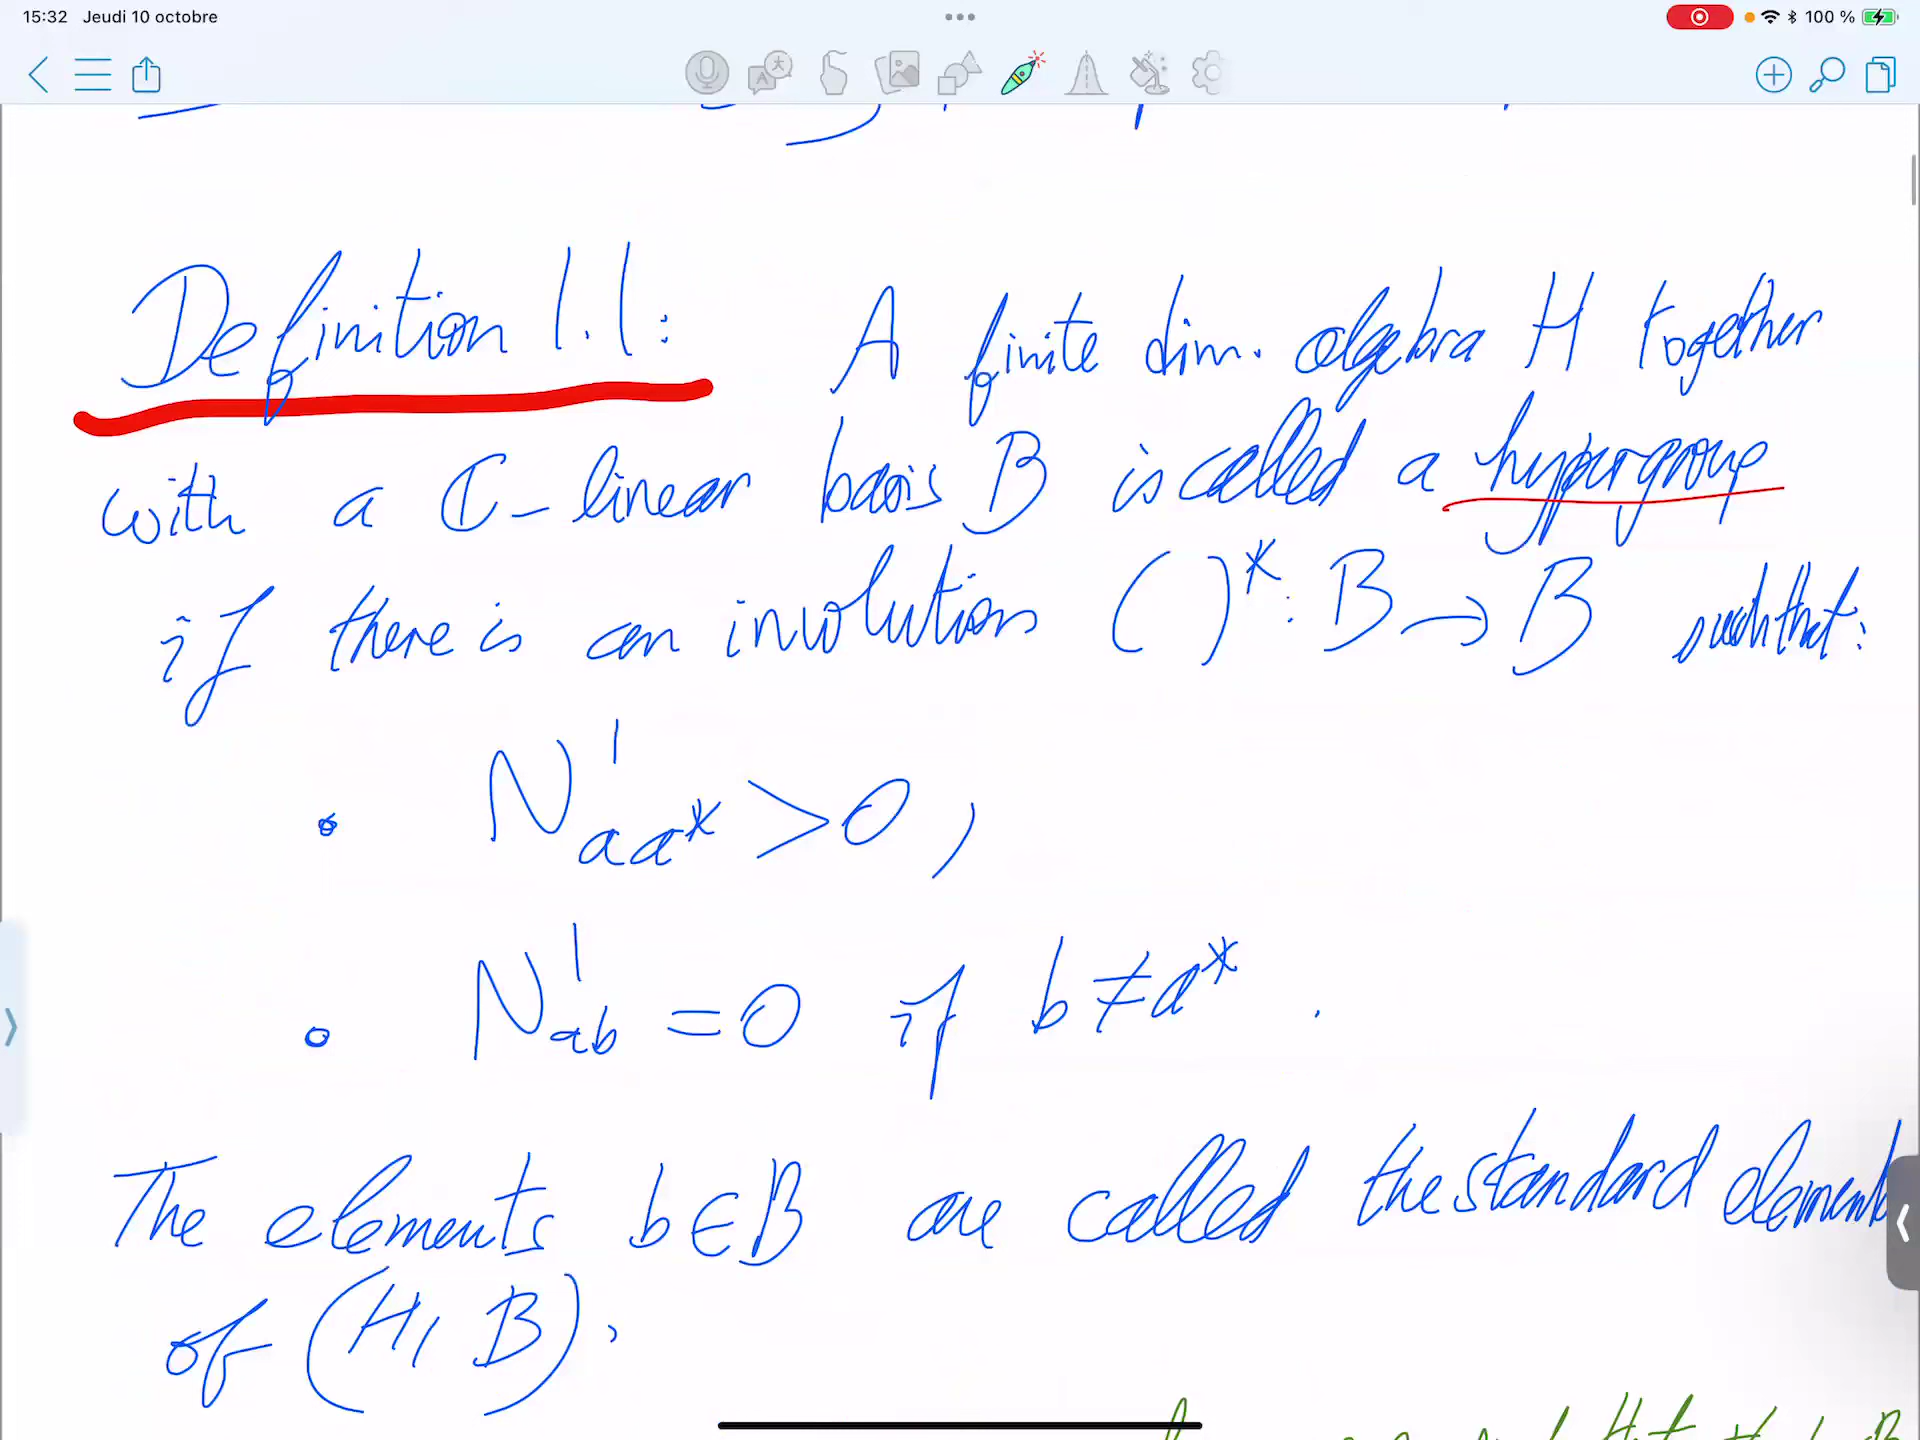 15:32 Jeudi 10 octobre
100 %
Definition 1.1: A finite dim. algebra H together
with a ℂ-linear basis B is called a hypergroup
if there is an involution ( )* : B → B such that:
• N¹aa* > 0,
• N¹ab = 0 if b ≠ a* .
The elements b ∈ B are called the standard elements
of (H, B).